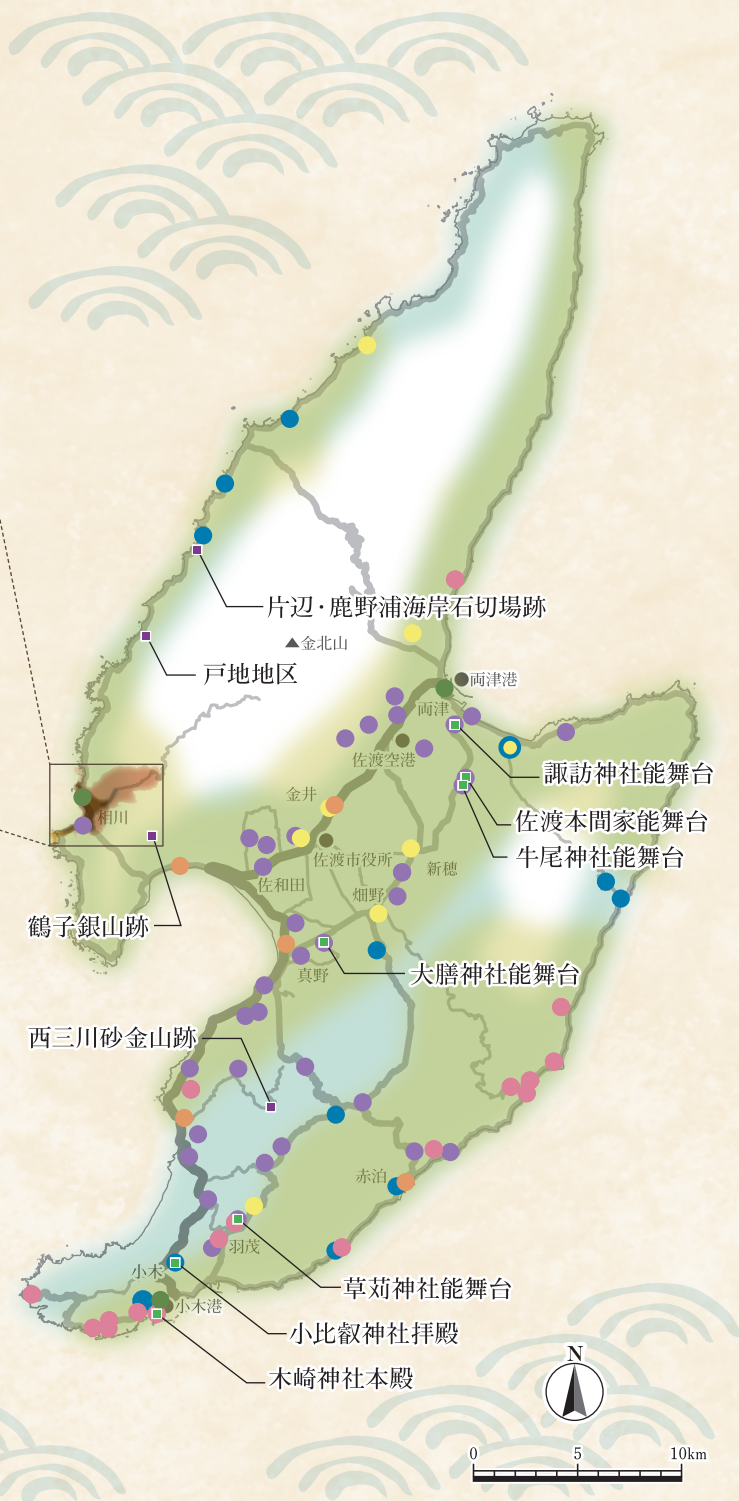 片辺・鹿野浦海岸石切場跡
金北山
戸地地区
両津港
両津
佐渡空港
諏訪神社能舞台
金井
相川
佐渡本間家能舞台
佐渡市役所
牛尾神社能舞台
新穂
佐和田
畑野
鶴子銀山跡
真野
大膳神社能舞台
西三川砂金山跡
赤泊
羽茂
小木
草苅神社能舞台
小木港
小比叡神社拝殿
木崎神社本殿
N
0 5 10km